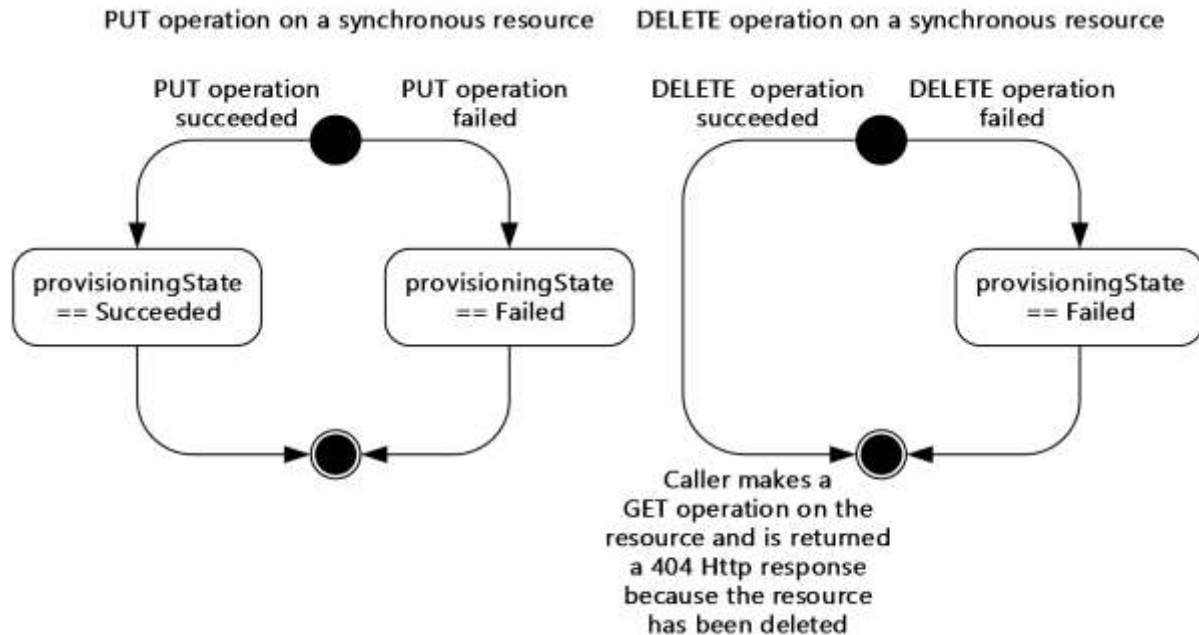 PUT operation on a synchronous resource
DELETE operation on a synchronous resource
PUT operation
succeeded
PUT operation
failed
DELETE operation
succeeded
DELETE operation
failed
provisioningState
== Succeeded
provisioningState
== Failed
provisioningState
== Failed
Caller makes a
GET operation on the
resource and is returned
a 404 Http response
because the resource
has been deleted